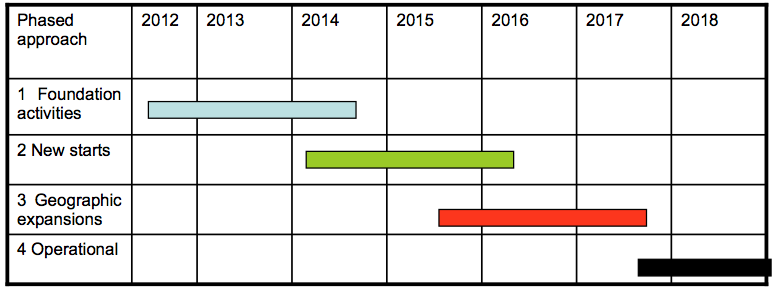 Phased approach 2012 2013 2014 2015 2016 2017 2018
1 Foundation activities
2 New starts
3 Geographic expansions
4 Operational